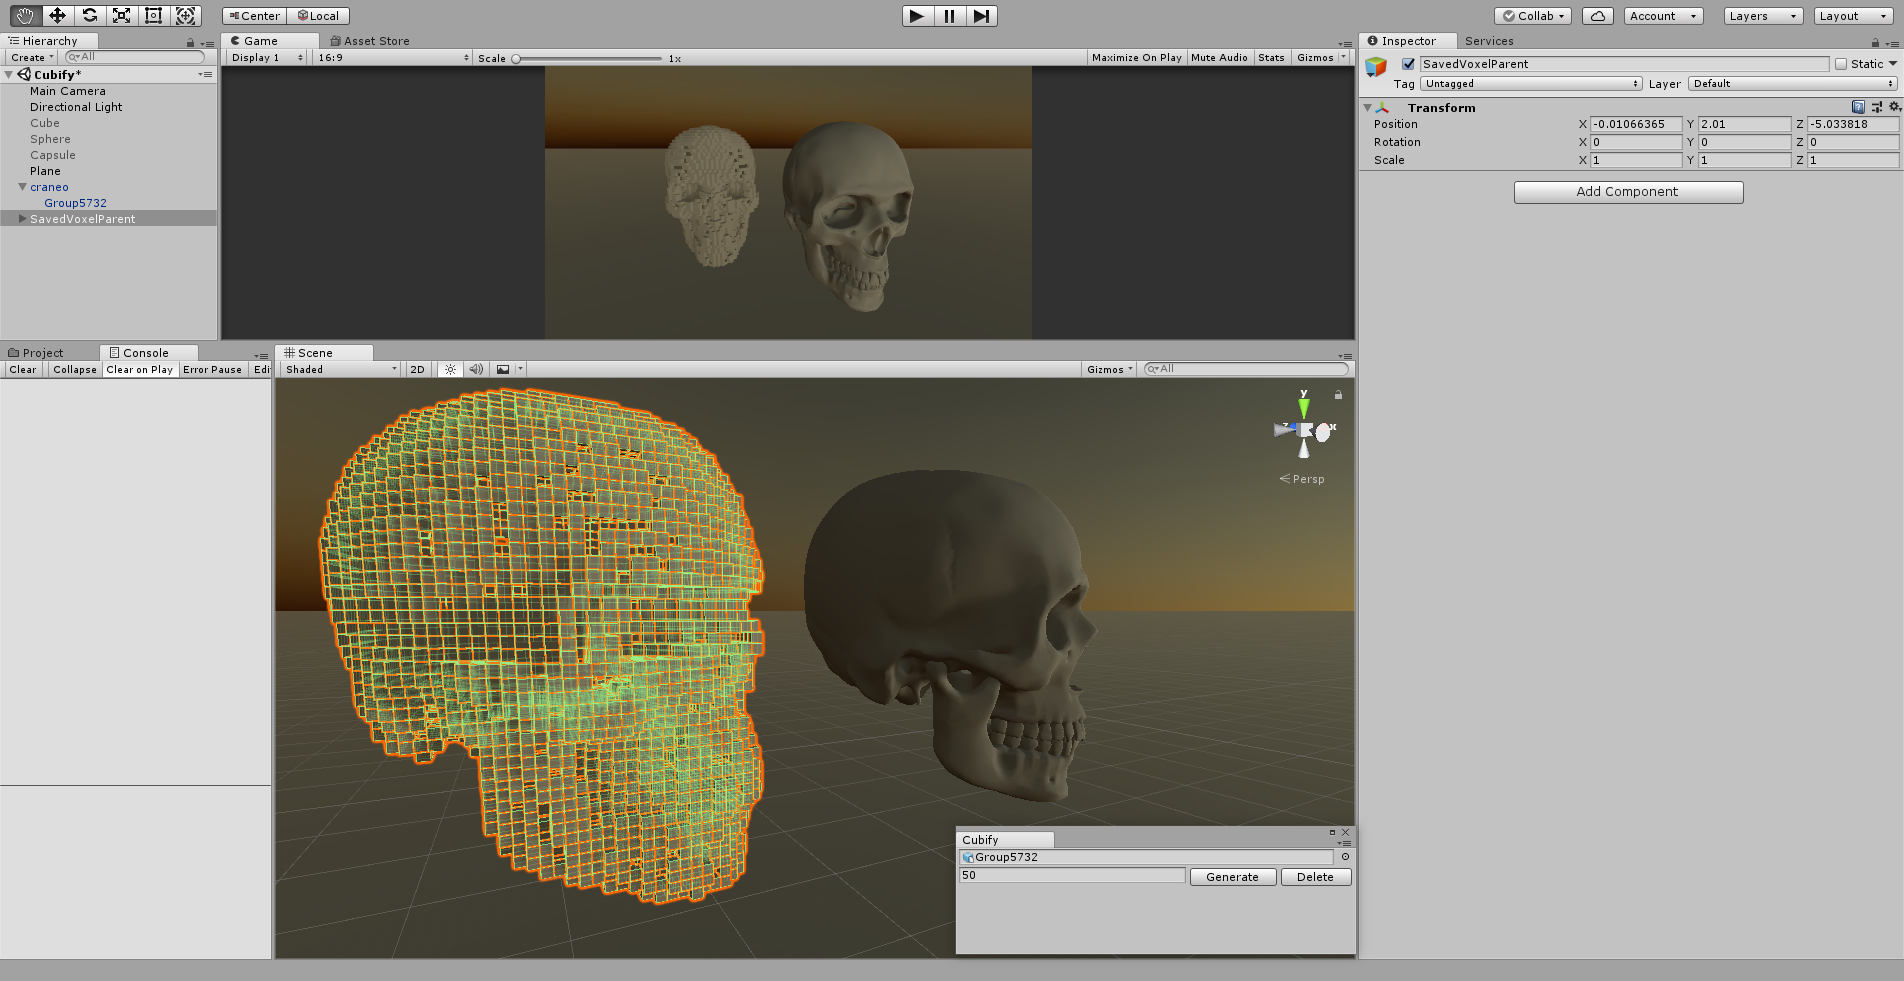 Center Local
Collab Account Layers Layout
Hierarchy
Create All
Cubify*
Main Camera
Directional Light
Cube
Sphere
Capsule
Plane
craneo
Group5732
SavedVoxelParent
Game Asset Store
Display 1 16:9 Scale 1x Maximize On Play Mute Audio Stats Gizmos
Project Console
Clear Collapse Clear on Play Error Pause Edi
Scene
Shaded 2D Gizmos All
y
z x
Persp
Cubify
Group5732
50 Generate Delete
Inspector Services
SavedVoxelParent Static
Tag Untagged Layer Default
Transform
Position X -0.01066365 Y 2.01 Z -5.033818
Rotation X 0 Y 0 Z 0
Scale X 1 Y 1 Z 1
Add Component